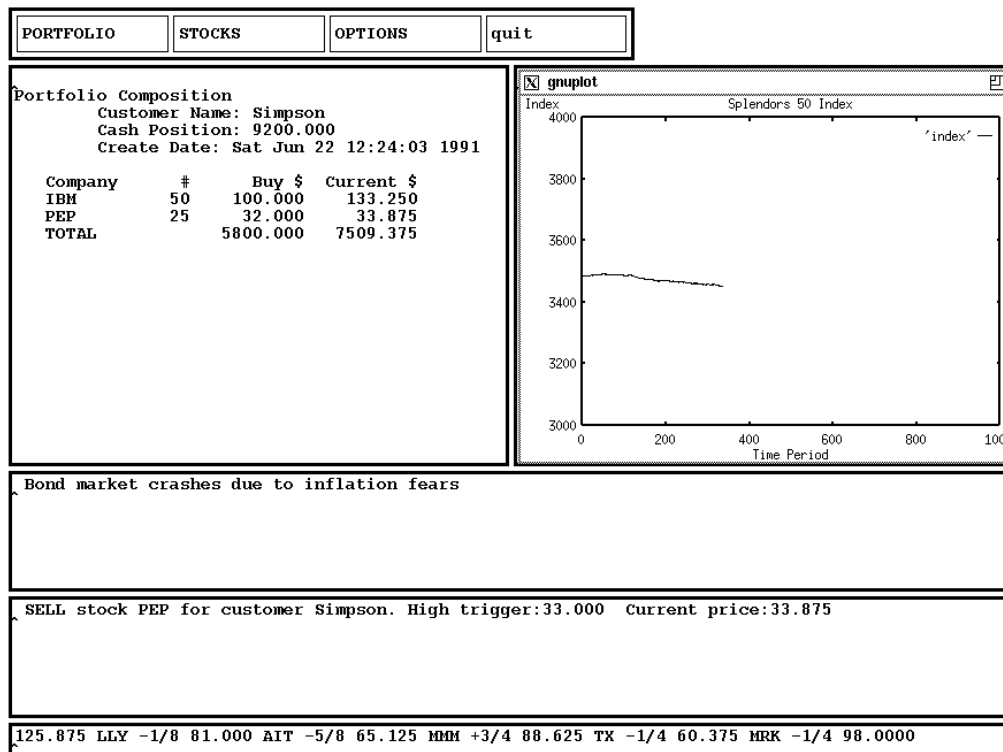 PORTFOLIO STOCKS OPTIONS quit
Portfolio Composition
Customer Name: Simpson
Cash Position: 9200.000
Create Date: Sat Jun 22 12:24:03 1991
Company # Buy $ Current $
IBM 50 100.000 133.250
PEP 25 32.000 33.875
TOTAL 5800.000 7509.375
X gnuplot
Index Splendors 50 Index
4000
'index'
3800
3600
3400
3200
3000
0 200 400 600 800 100
Time Period
Bond market crashes due to inflation fears
SELL stock PEP for customer Simpson. High trigger:33.000 Current price:33.875
125.875 LLY -1/8 81.000 AIT -5/8 65.125 MMM +3/4 88.625 TX -1/4 60.375 MRK -1/4 98.0000